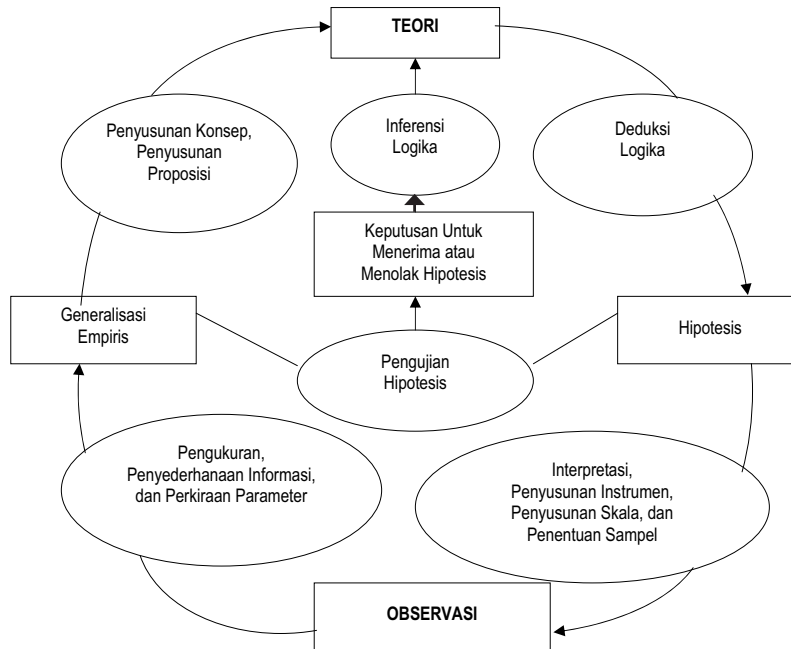 TEORI
Penyusunan Konsep,
Penyusunan
Proposisi
Inferensi
Logika
Deduksi
Logika
Keputusan Untuk
Menerima atau
Menolak Hipotesis
Generalisasi
Empiris
Hipotesis
Pengujian
Hipotesis
Pengukuran,
Penyederhanaan Informasi,
dan Perkiraan Parameter
Interpretasi,
Penyusunan Instrumen,
Penyusunan Skala, dan
Penentuan Sampel
OBSERVASI